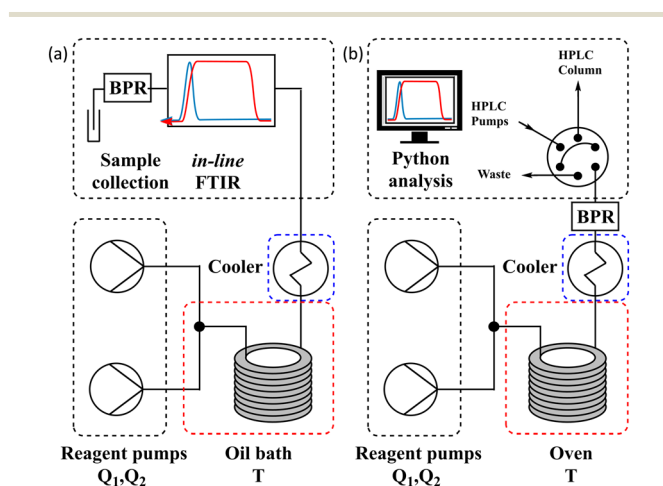 (a)
BPR
Sample
collection
in-line
FTIR
Cooler
Reagent pumps
Q1,Q2
Oil bath
T
(b)
HPLC
Column
HPLC
Pumps
Waste
Python
analysis
BPR
Cooler
Reagent pumps
Q1,Q2
Oven
T